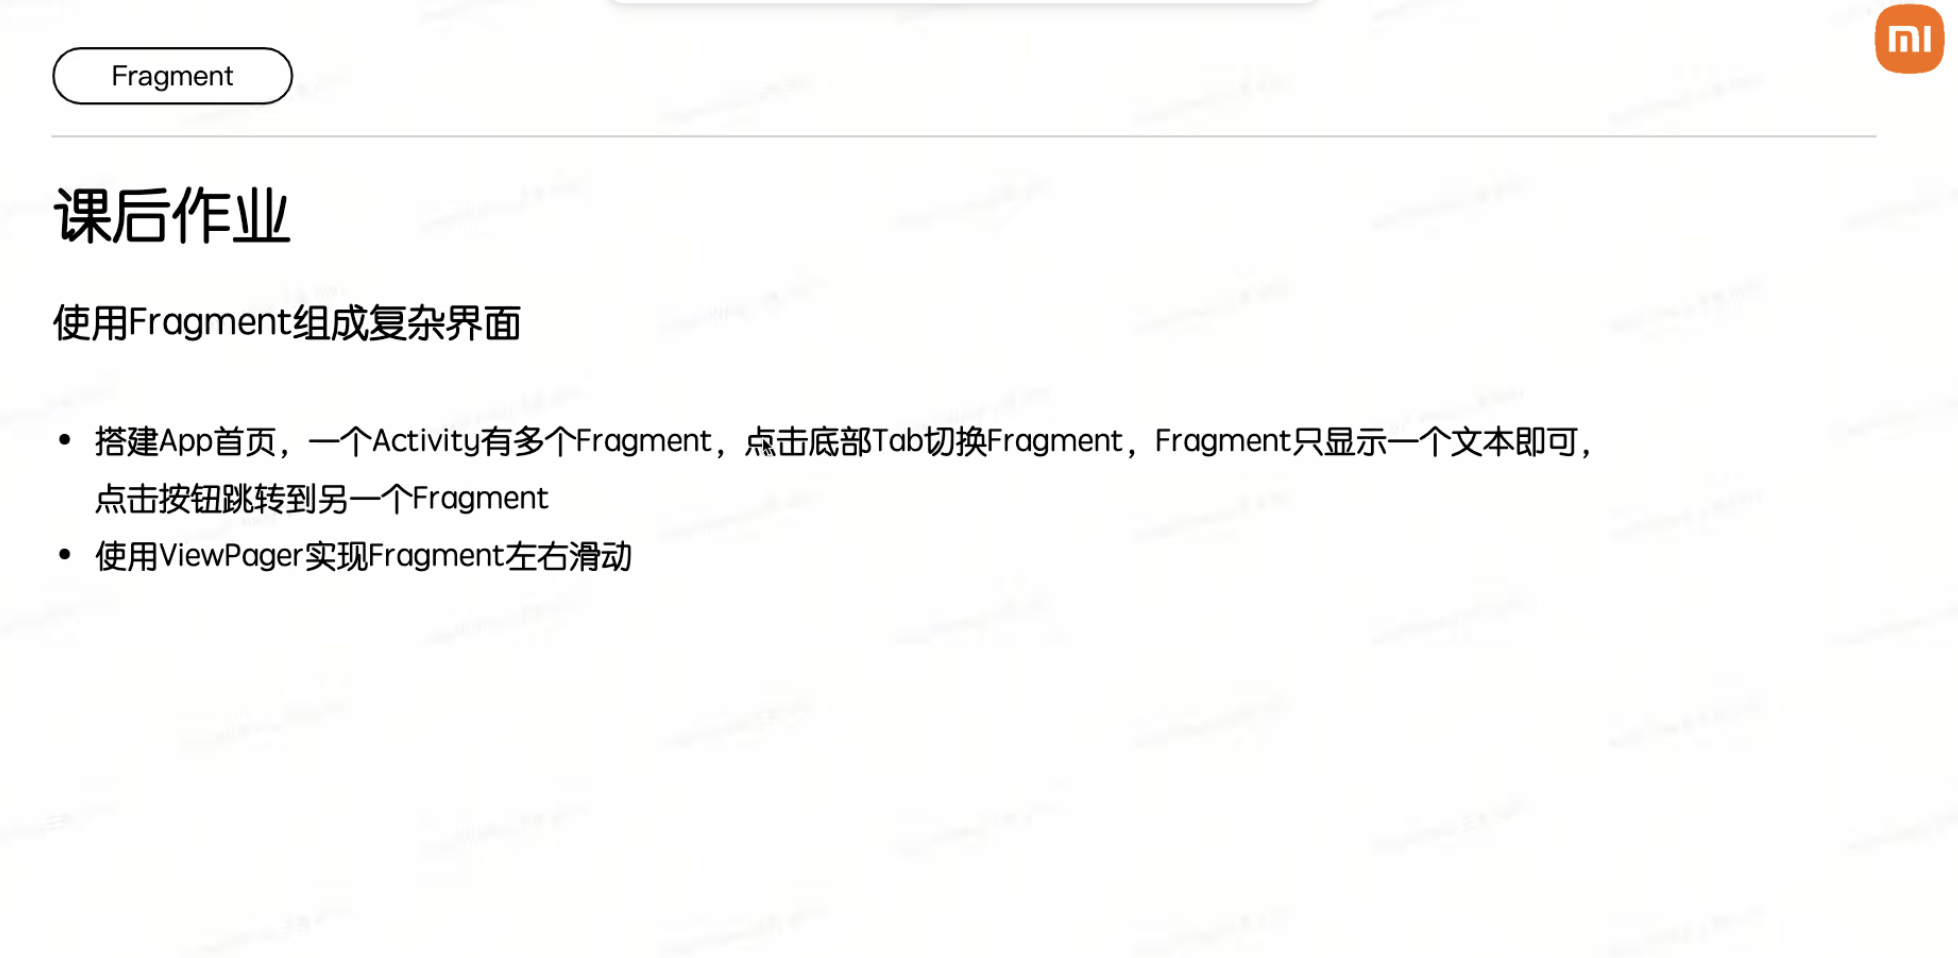 mi
Fragment
课后作业
使用Fragment组成复杂界面
• 搭建App首页，一个Activity有多个Fragment，点击底部Tab切换Fragment，Fragment只显示一个文本即可，
点击按钮跳转到另一个Fragment
• 使用ViewPager实现Fragment左右滑动